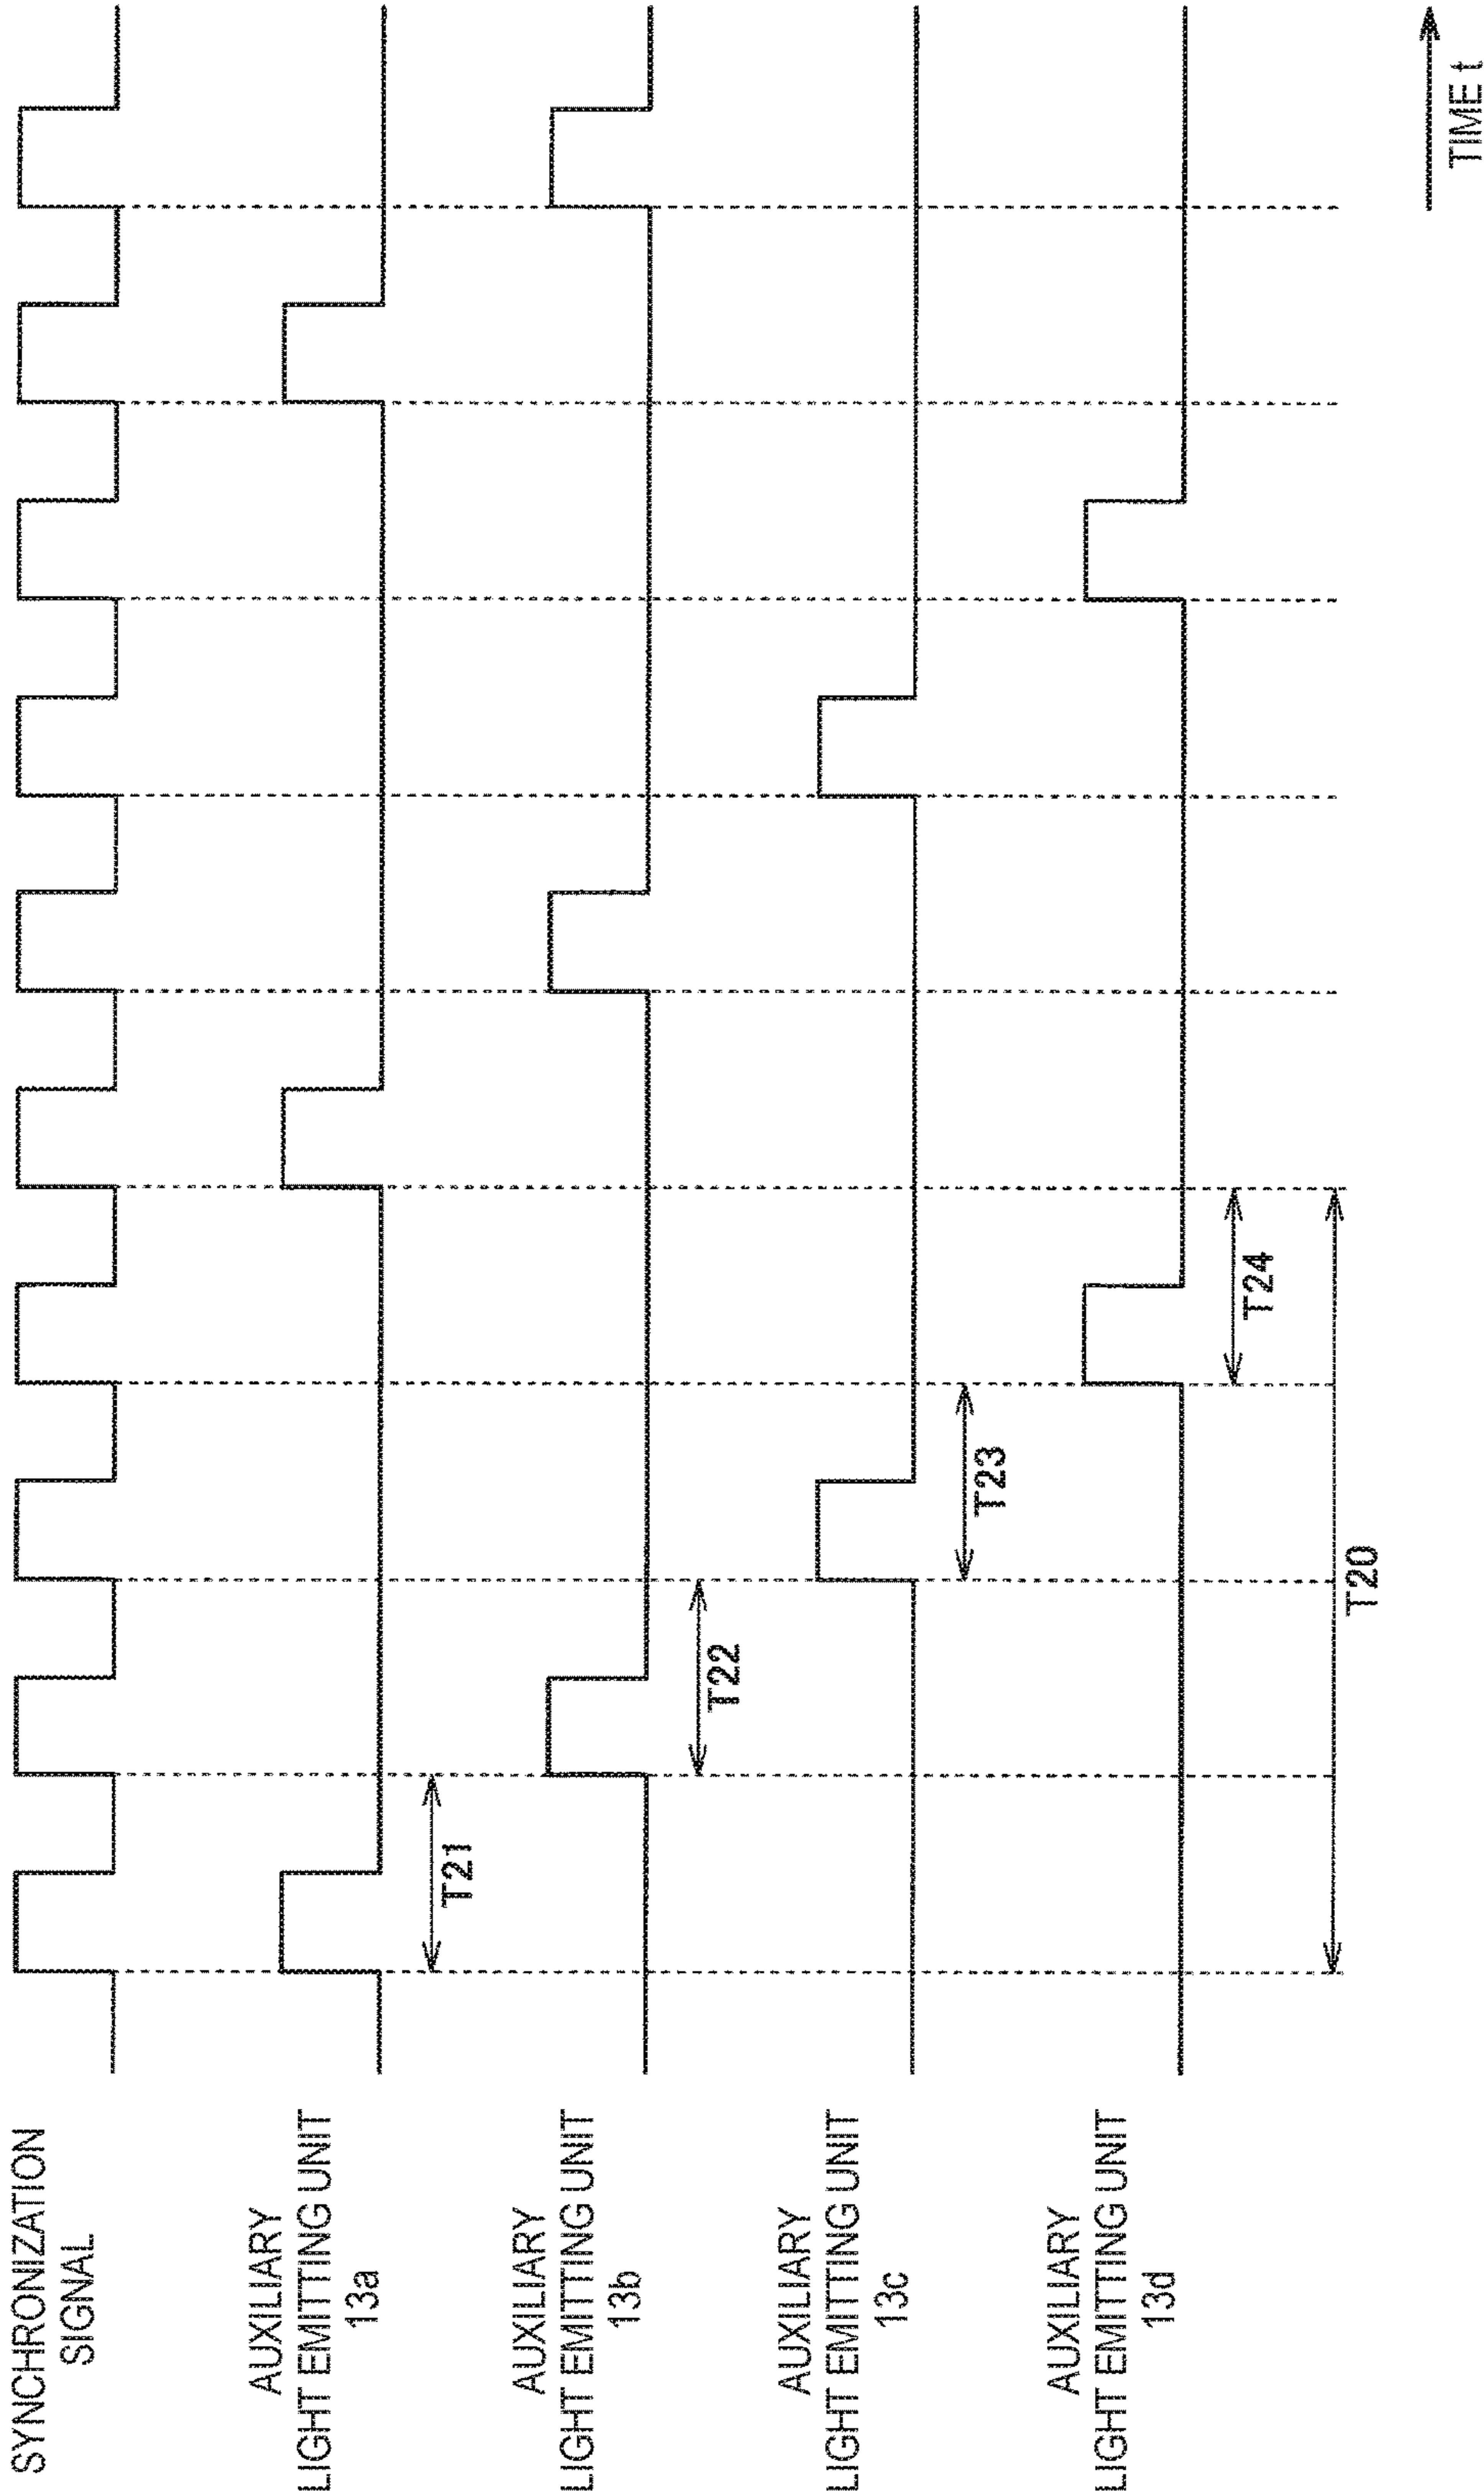 SYNCHRONIZATION
SIGNAL
AUXILIARY
LIGHT EMITTING UNIT
13a
T21
AUXILIARY
LIGHT EMITTING UNIT
13b
T22
AUXILIARY
LIGHT EMITTING UNIT
13c
T23
AUXILIARY
LIGHT EMITTING UNIT
13d
T24
T20
TIME t